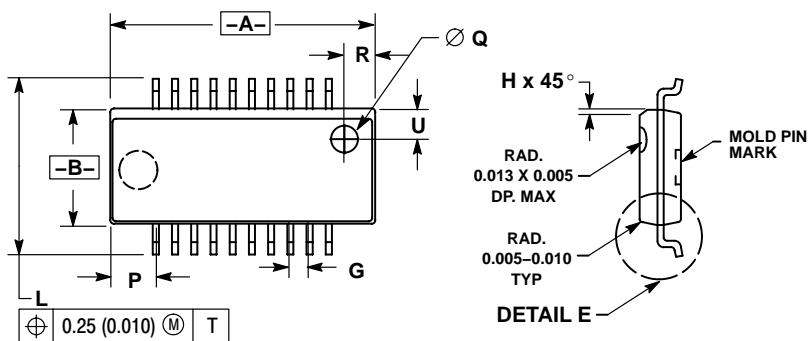 –A–
R
Ø Q
U
–B–
P
G
L
⌖ 0.25 (0.010) Ⓜ T
H x 45°
RAD.
0.013 X 0.005
DP. MAX
MOLD PIN
MARK
RAD.
0.005–0.010
TYP
DETAIL E